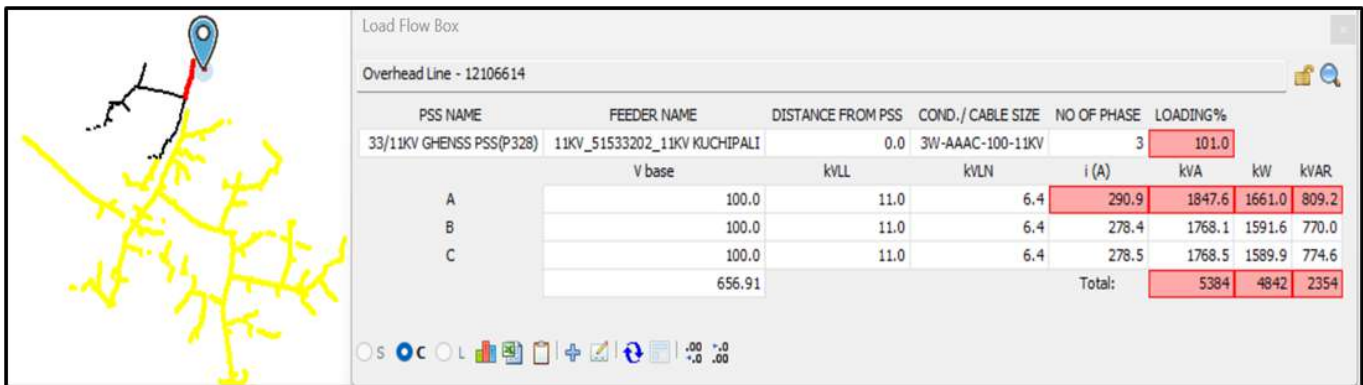 Load Flow Box
Overhead Line - 12106614
PSS NAME FEEDER NAME DISTANCE FROM PSS COND./ CABLE SIZE NO OF PHASE LOADING%
33/11KV GHENSS PSS(P328) 11KV_51533202_11KV KUCHIPALI 0.0 3W-AAAC-100-11KV 3 101.0
V base kVLL kVLN i (A) kVA kW kVAR
A 100.0 11.0 6.4 290.9 1847.6 1661.0 809.2
B 100.0 11.0 6.4 278.4 1768.1 1591.6 770.0
C 100.0 11.0 6.4 278.5 1768.5 1589.9 774.6
656.91 Total: 5384 4842 2354
S C L .00 +.0 +.0 .00